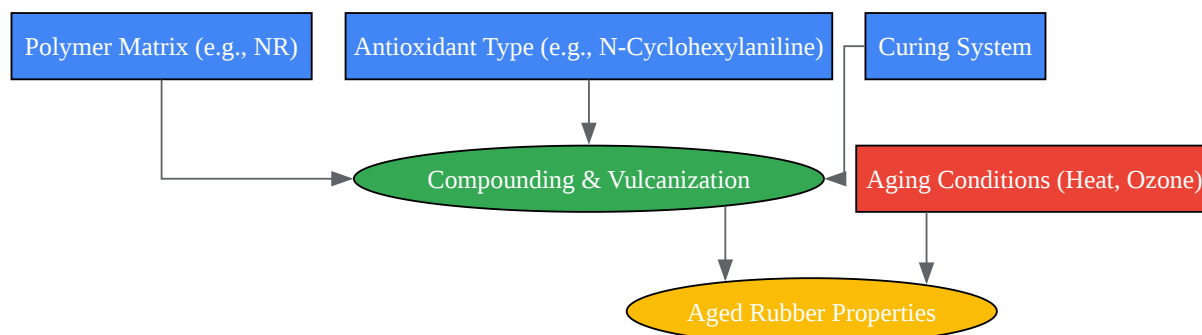 Polymer Matrix (e.g., NR)
Antioxidant Type (e.g., N-Cyclohexylaniline)
Curing System
Compounding & Vulcanization
Aging Conditions (Heat, Ozone)
Aged Rubber Properties